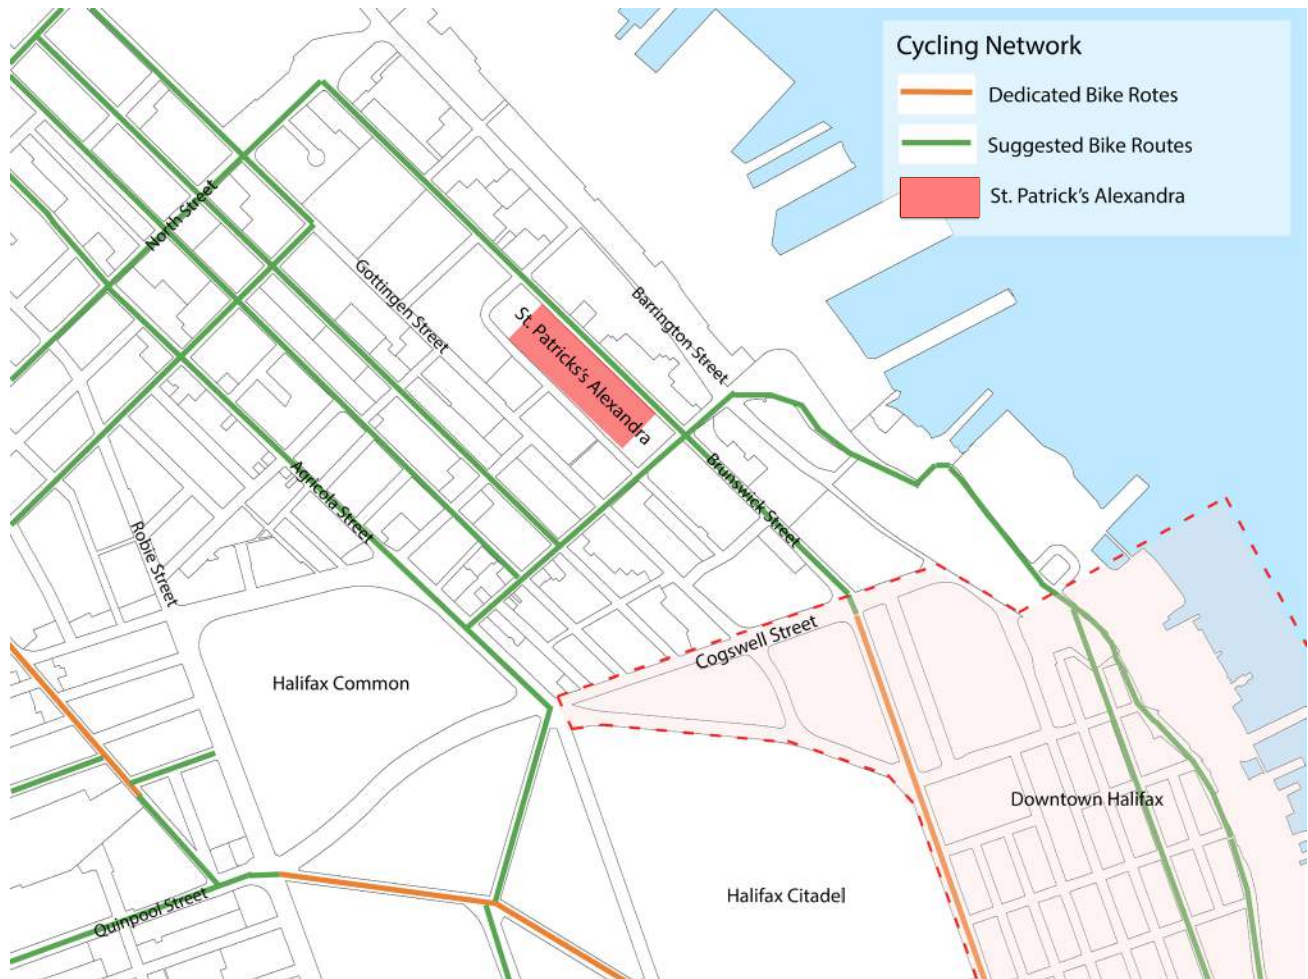 Cycling Network
Dedicated Bike Rotes
Suggested Bike Routes
St. Patrick's Alexandra
North Street
Gottingen Street
Barrington Street
St. Patricks's Alexandra
Agricola Street
Brunswick Street
Robie Street
Cogswell Street
Halifax Common
Downtown Halifax
Halifax Citadel
Quinpool Street